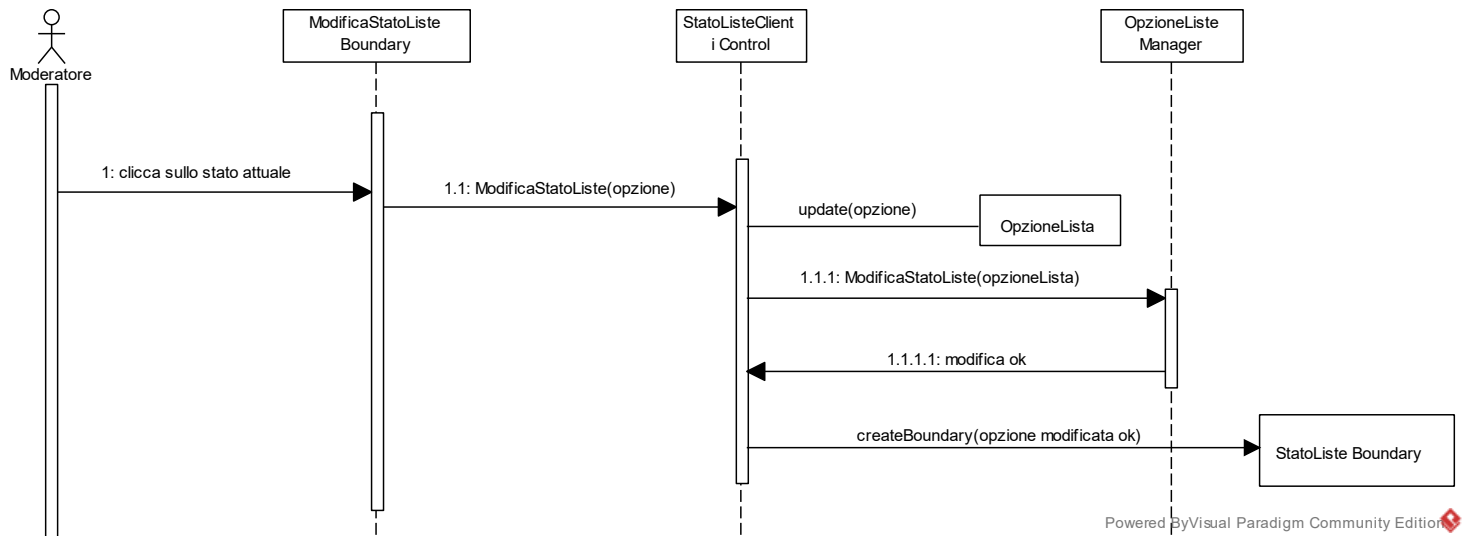 Moderatore
ModificaStatoListe
Boundary
StatoListeClient
i Control
OpzioneListe
Manager
1: clicca sullo stato attuale
1.1: ModificaStatoListe(opzione)
update(opzione)
OpzioneLista
1.1.1: ModificaStatoListe(opzioneLista)
1.1.1.1: modifica ok
createBoundary(opzione modificata ok)
StatoListe Boundary
Powered ByVisual Paradigm Community Edition